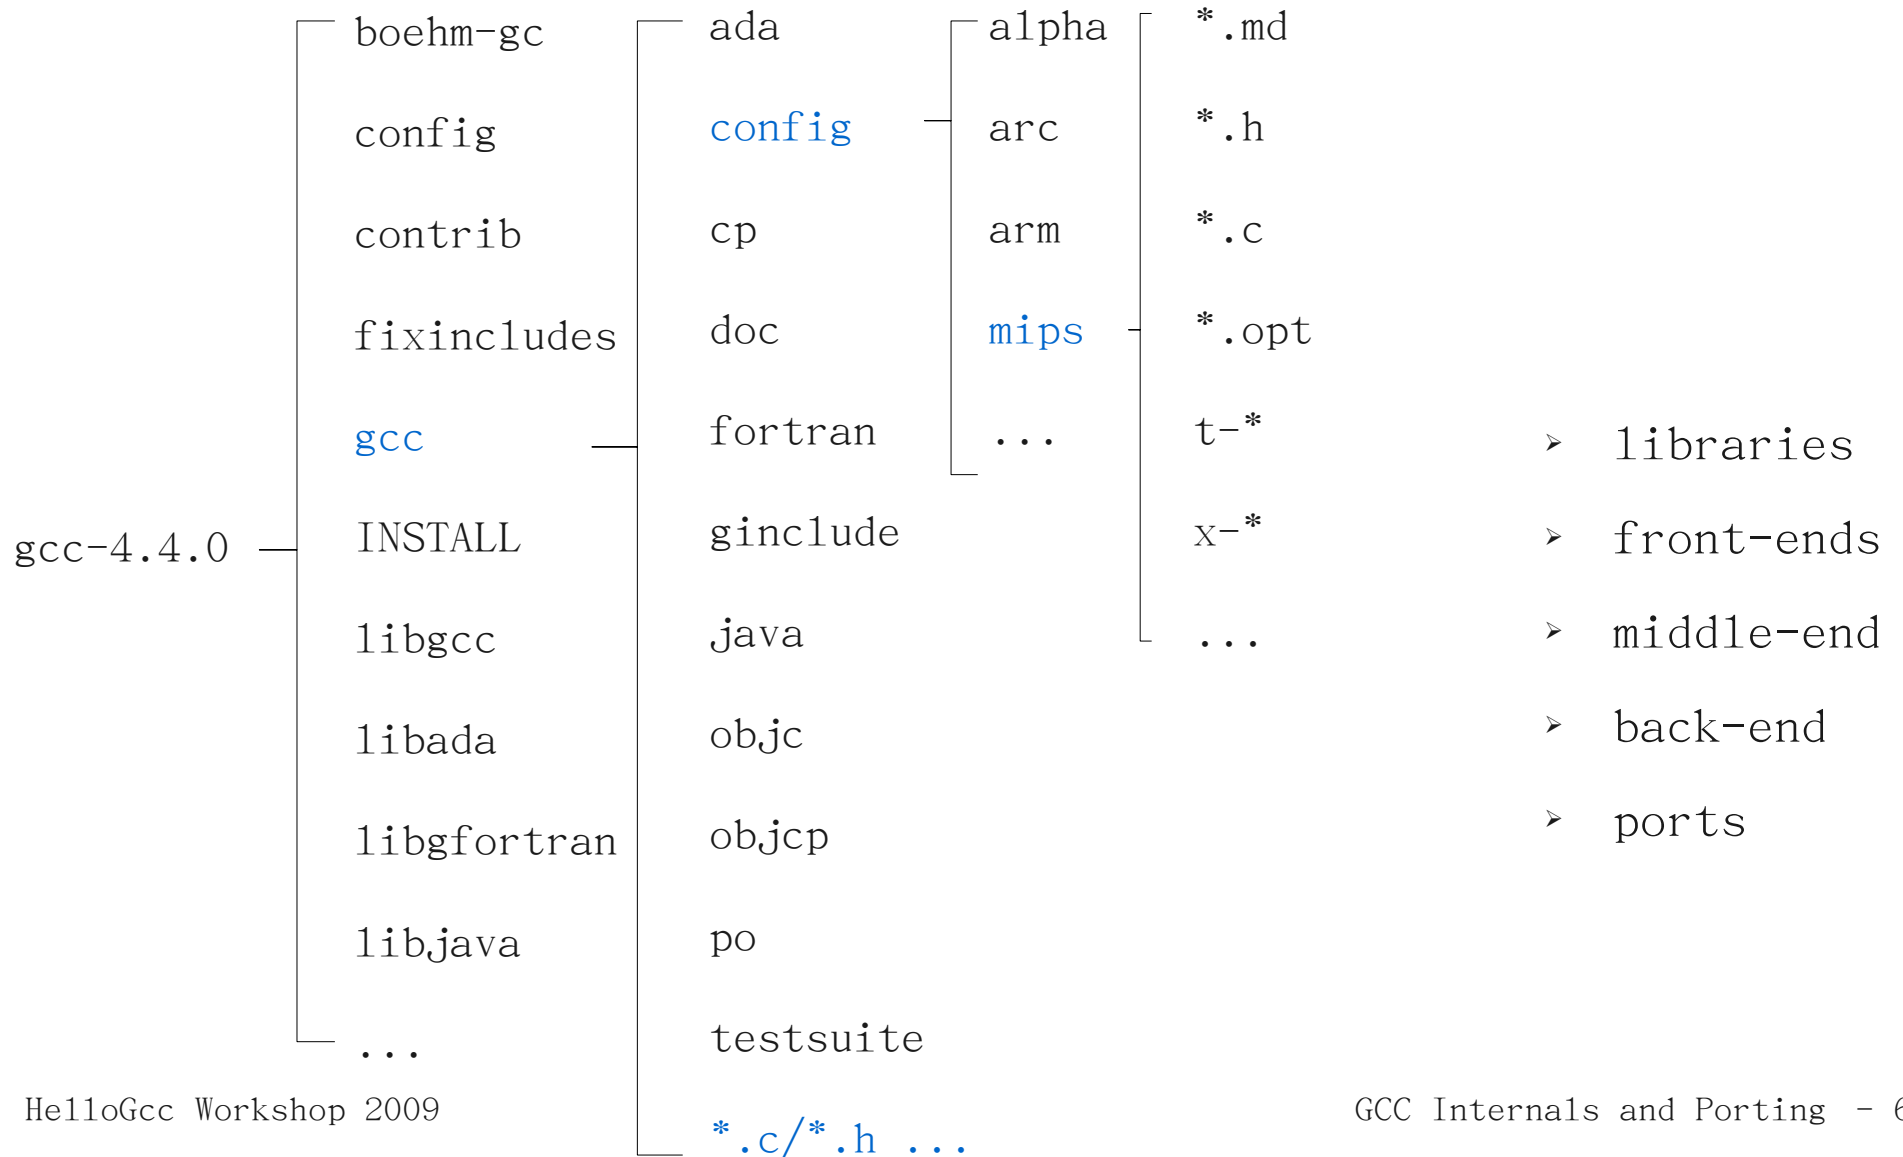 gcc-4.4.0
boehm-gc
config
contrib
fixincludes
gcc
INSTALL
libgcc
libada
libgfortran
libjava
...
ada
config
cp
doc
fortran
ginclude
java
objc
objcp
po
testsuite
*.c/*.h ...
alpha
arc
arm
mips
...
*.md
*.h
*.c
*.opt
t-*
x-*
...
➢ libraries
➢ front-ends
➢ middle-end
➢ back-end
➢ ports
HelloGcc Workshop 2009
GCC Internals and Porting - 6